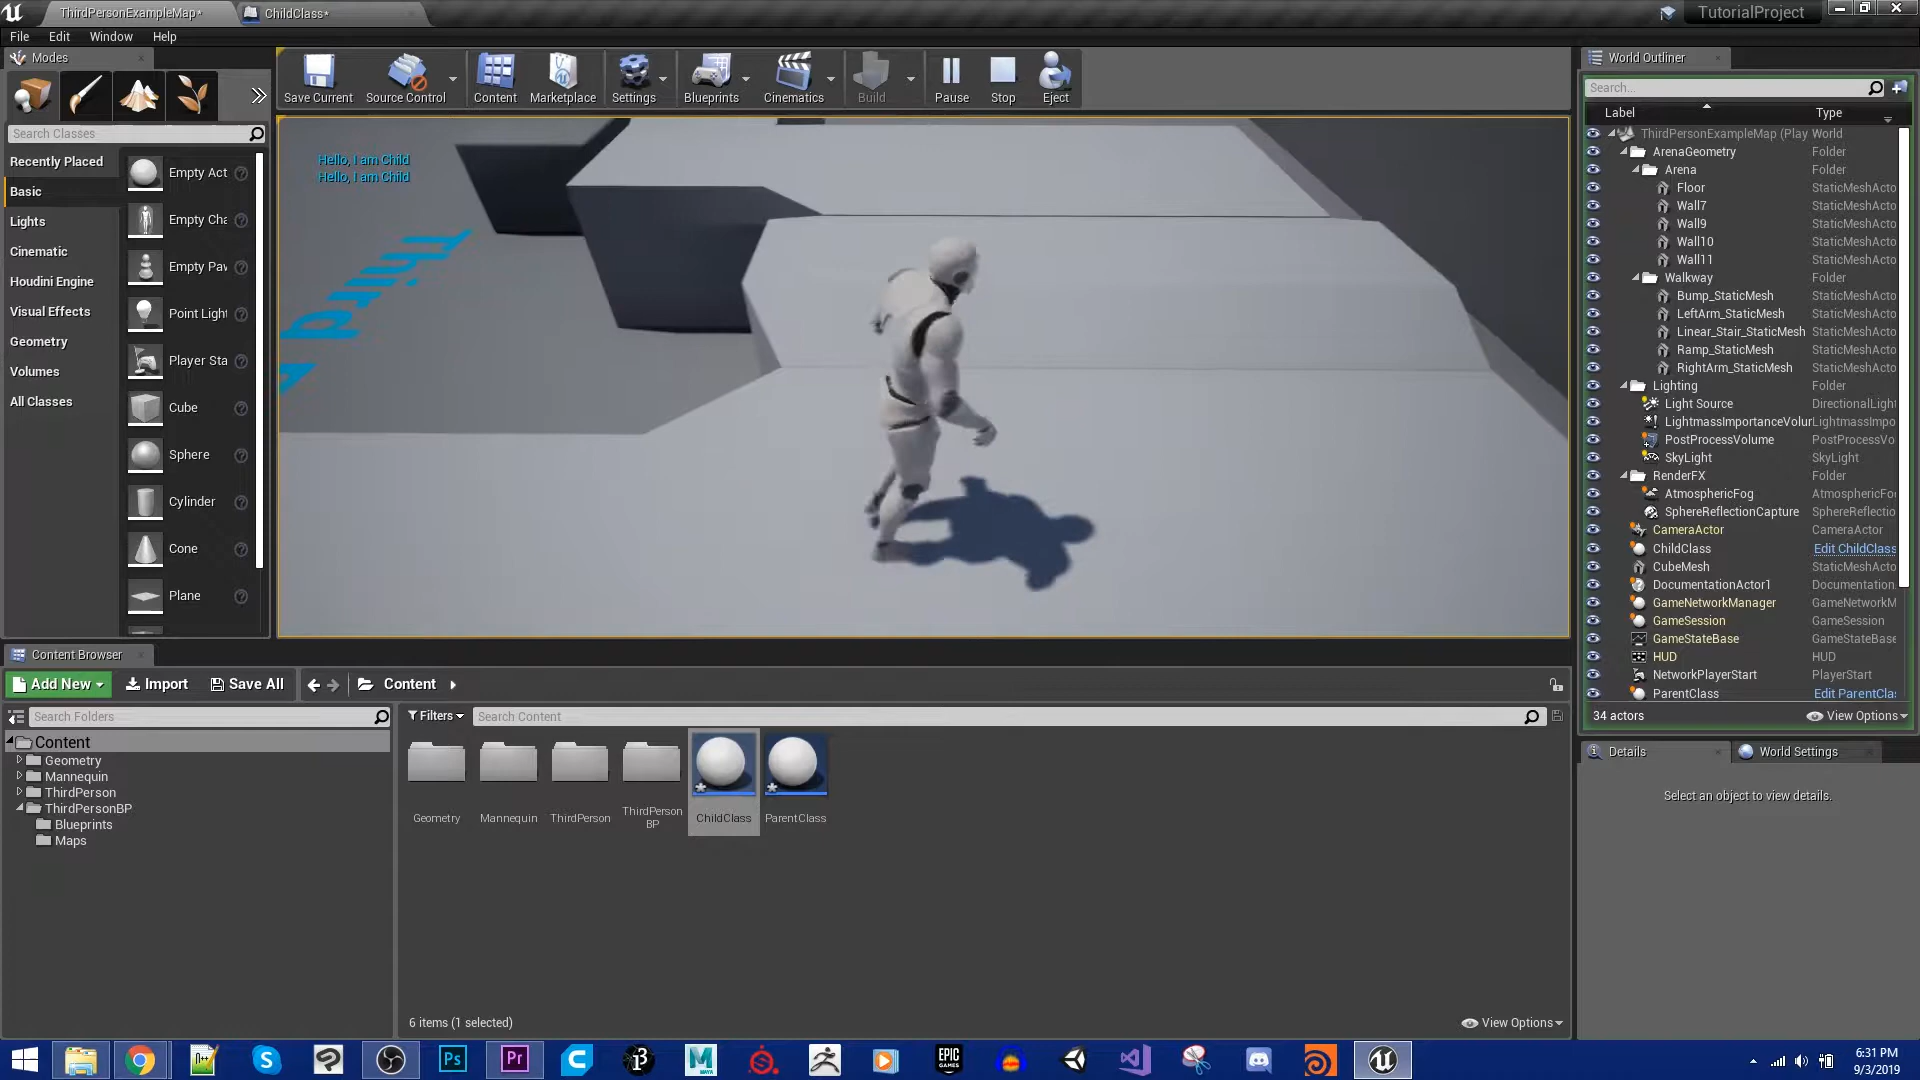 ThirdPersonExampleMap*
ChildClass*
TutorialProject
File Edit Window Help
Modes
Save Current
Source Control
Content
Marketplace
Settings
Blueprints
Cinematics
Build
Pause
Stop
Eject
Search Classes
Recently Placed
Basic
Lights
Cinematic
Houdini Engine
Visual Effects
Geometry
Volumes
All Classes
Empty Act
Empty Cha
Empty Pav
Point Light
Player Sta
Cube
Sphere
Cylinder
Cone
Plane
Hello, I am Child
Hello, I am Child
Third
World Outliner
Search...
Label Type
ThirdPersonExampleMap (Play World
ArenaGeometry Folder
Arena Folder
Floor StaticMeshActo
Wall7 StaticMeshActo
Wall9 StaticMeshActo
Wall10 StaticMeshActo
Wall11 StaticMeshActo
Walkway Folder
Bump_StaticMesh StaticMeshActo
LeftArm_StaticMesh StaticMeshActo
Linear_Stair_StaticMesh StaticMeshActo
Ramp_StaticMesh StaticMeshActo
RightArm_StaticMesh StaticMeshActo
Lighting Folder
Light Source DirectionalLight
LightmassImportanceVolur LightmassImpo
PostProcessVolume PostProcessVo
SkyLight SkyLight
RenderFX Folder
AtmosphericFog AtmosphericFo
SphereReflectionCapture SphereReflectio
CameraActor CameraActor
ChildClass Edit ChildClass
CubeMesh StaticMeshActo
DocumentationActor1 Documentation
GameNetworkManager GameNetworkM
GameSession GameSession
GameStateBase GameStateBase
HUD HUD
NetworkPlayerStart PlayerStart
ParentClass Edit ParentClas
34 actors
View Options
Details
World Settings
Select an object to view details.
Content Browser
Add New
Import
Save All
Content
Search Folders
Filters
Search Content
Content
Geometry
Mannequin
ThirdPerson
ThirdPersonBP
Blueprints
Maps
Geometry
Mannequin
ThirdPerson
ThirdPerson
BP
ChildClass
ParentClass
6 items (1 selected)
View Options
Ps
Pr
MAYA
EPIC
GAMES
6:31 PM
9/3/2019